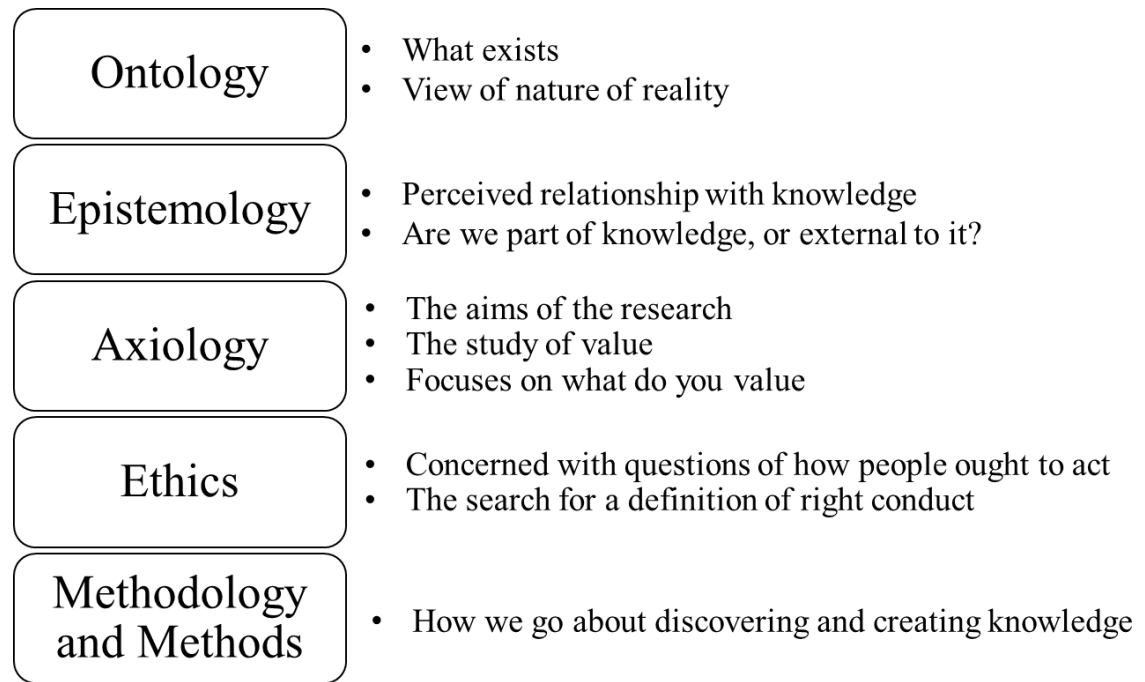 Ontology
• What exists
• View of nature of reality
Epistemology
• Perceived relationship with knowledge
• Are we part of knowledge, or external to it?
Axiology
• The aims of the research
• The study of value
• Focuses on what do you value
Ethics
• Concerned with questions of how people ought to act
• The search for a definition of right conduct
Methodology
and Methods
• How we go about discovering and creating knowledge